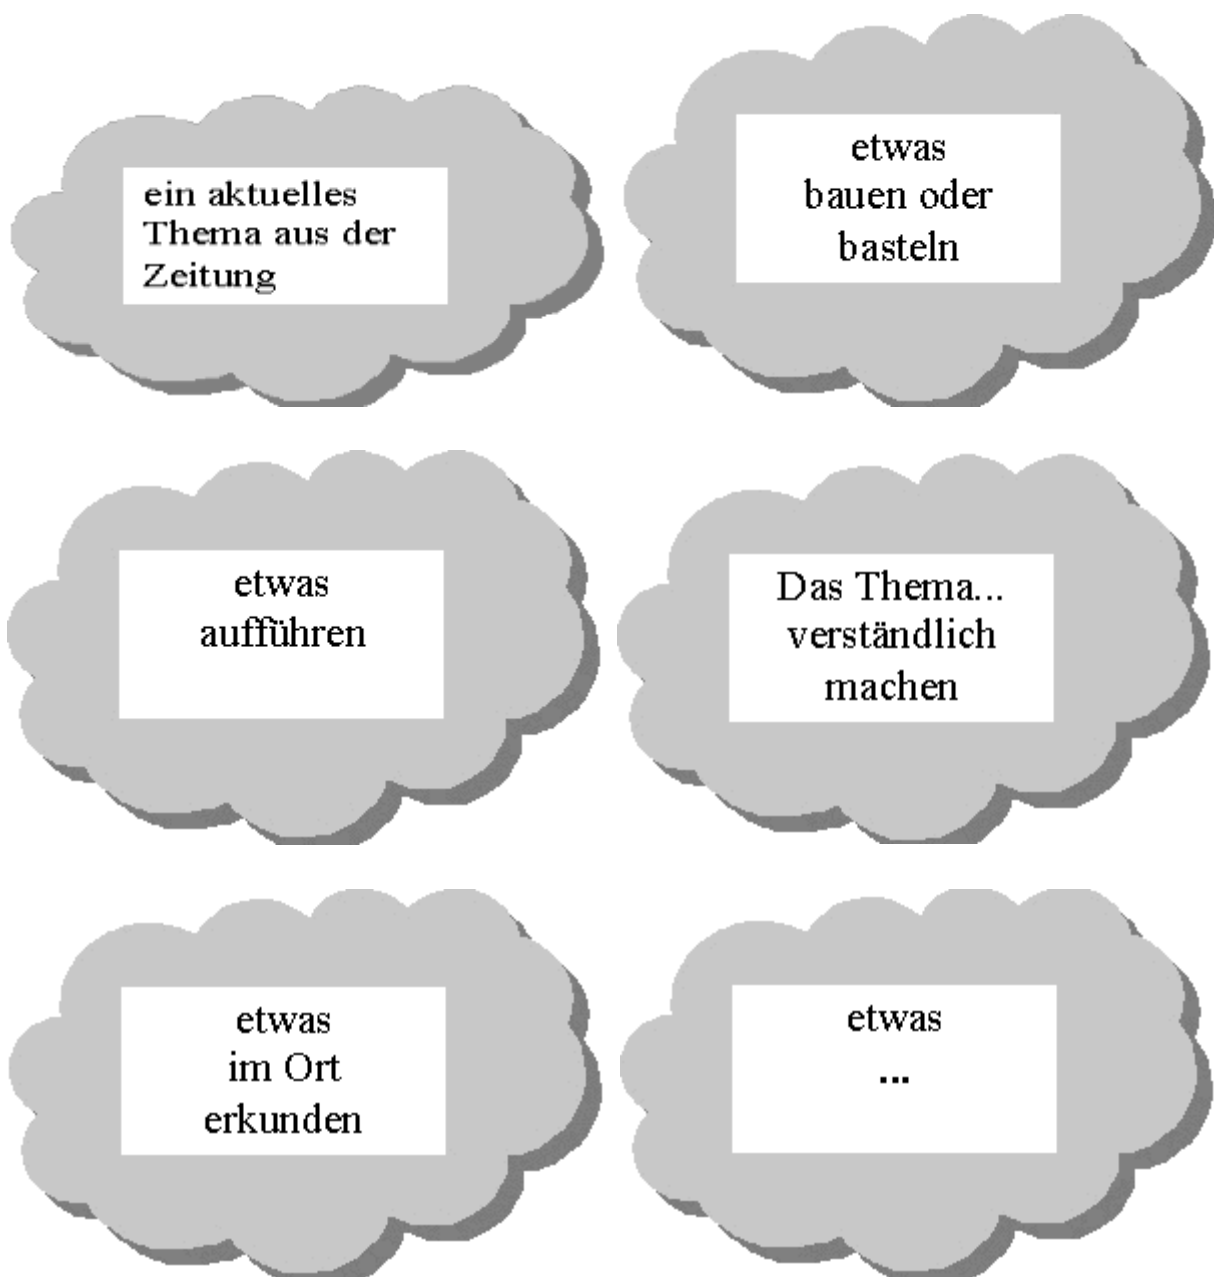 ein aktuelles
Thema aus der
Zeitung
etwas
bauen oder
basteln
etwas
aufführen
Das Thema...
verständlich
machen
etwas
im Ort
erkunden
etwas
...